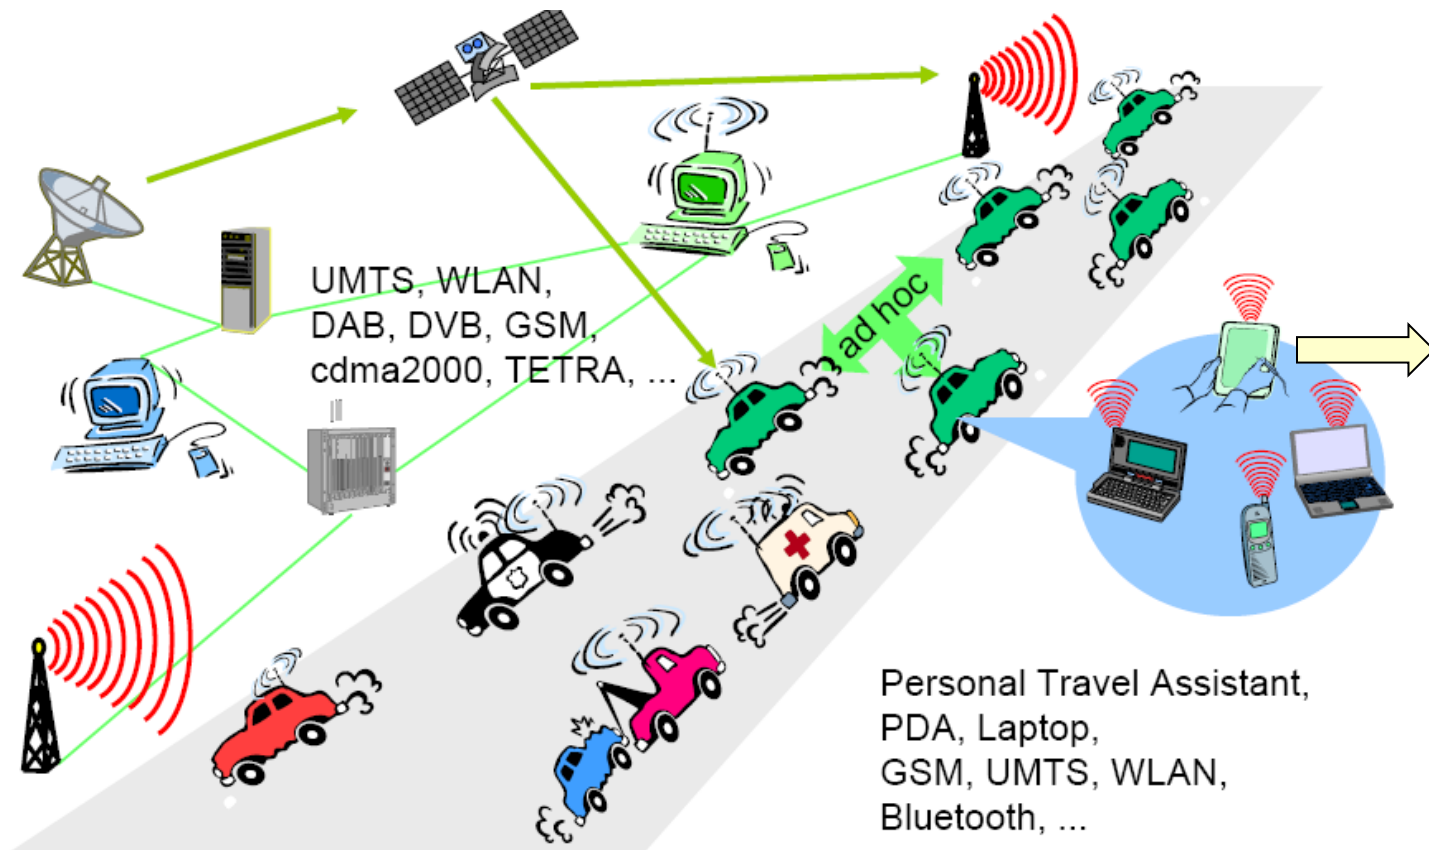 UMTS, WLAN,
DAB, DVB, GSM,
cdma2000, TETRA, ...
ad hoc
Personal Travel Assistant,
PDA, Laptop,
GSM, UMTS, WLAN,
Bluetooth, ...